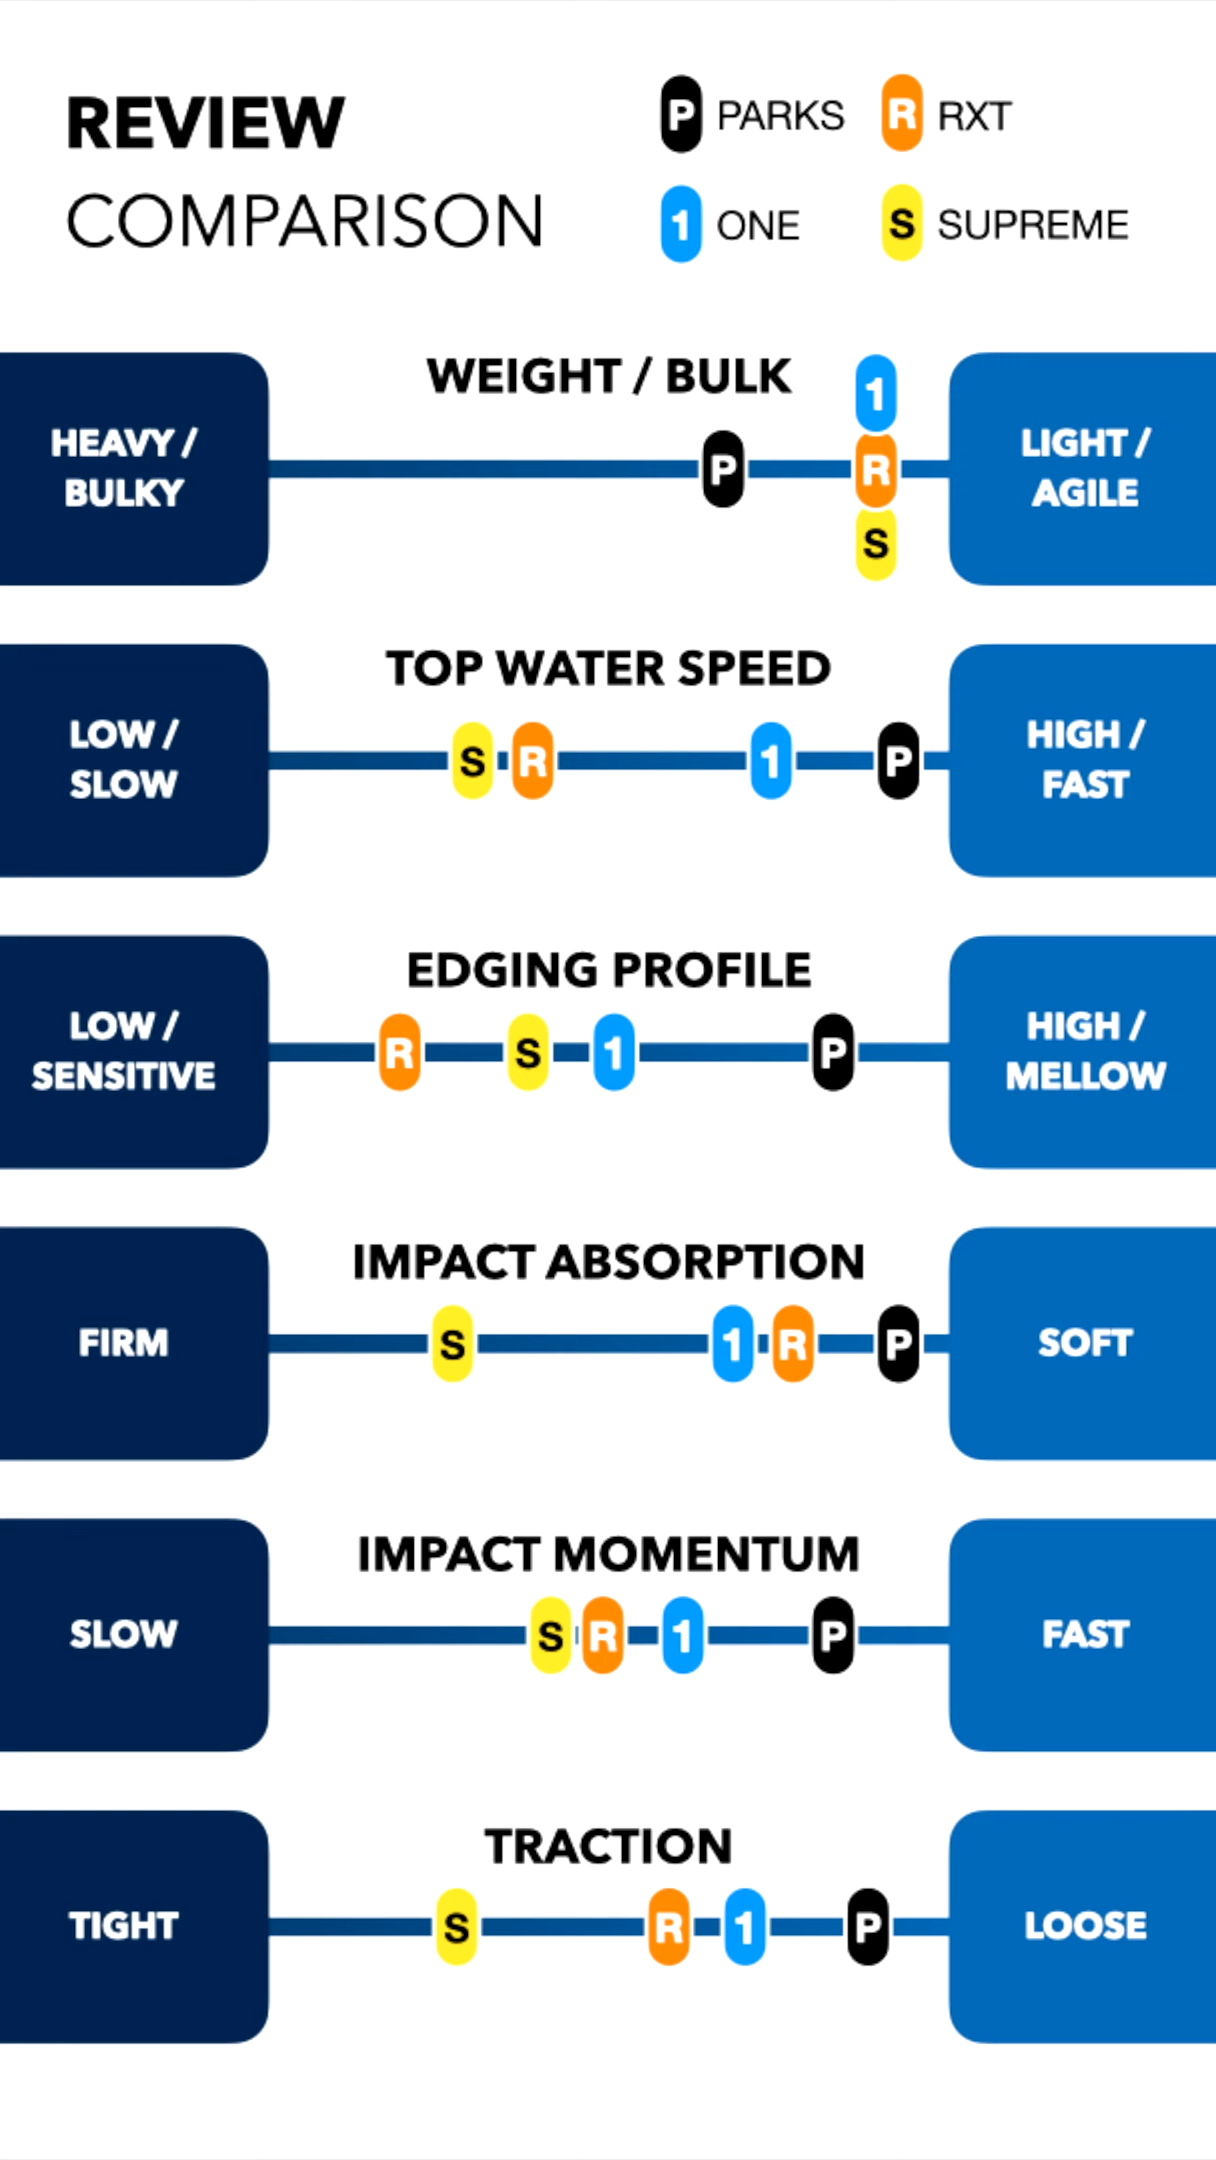 REVIEW
COMPARISON
P PARKS R RXT
1 ONE S SUPREME
WEIGHT / BULK
HEAVY /
BULKY
1
P R
S
LIGHT /
AGILE
TOP WATER SPEED
LOW /
SLOW
S R 1 P
HIGH /
FAST
EDGING PROFILE
LOW /
SENSITIVE
R S 1 P
HIGH /
MELLOW
IMPACT ABSORPTION
FIRM
S 1 R P
SOFT
IMPACT MOMENTUM
SLOW
S R 1 P
FAST
TRACTION
TIGHT
S R 1 P
LOOSE